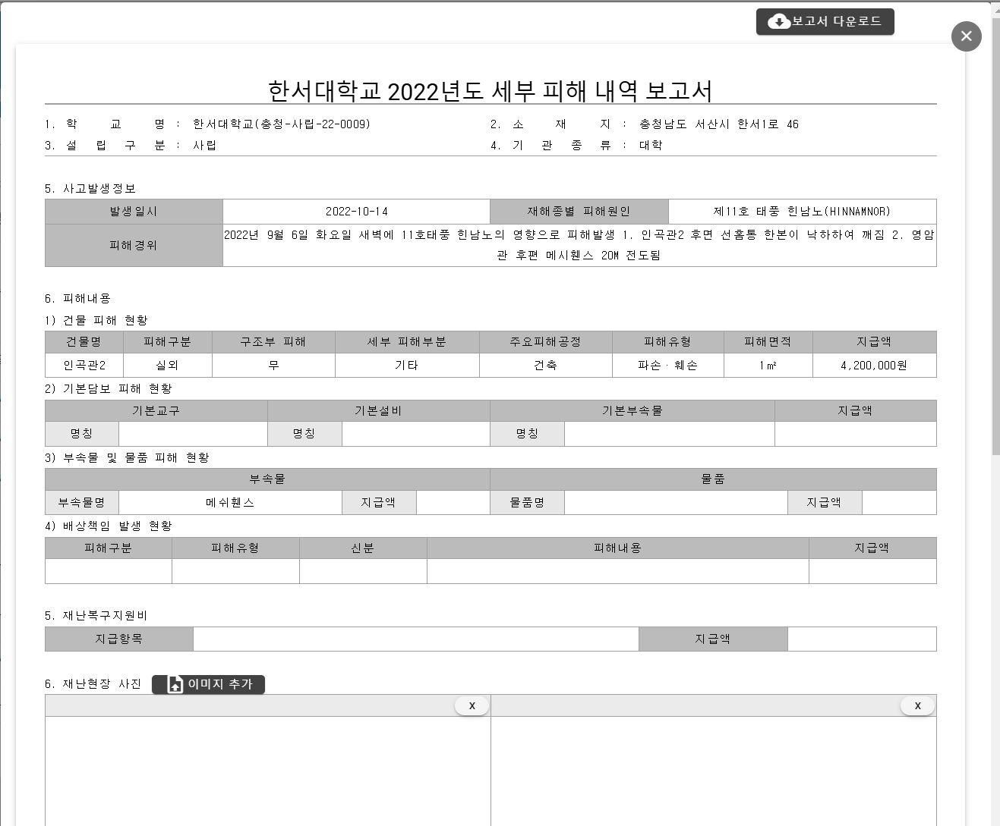 보고서 다운로드
한서대학교 2022년도 세부 피해 내역 보고서
1. 학 교 명 : 한서대학교(충청-사립-22-0009) 2. 소 재 지 : 충청남도 서산시 한서1로 46
3. 설 립 구 분 : 사립 4. 기 관 종 류 : 대학
5. 사고발생정보
발생일시 2022-10-14 재해종별 피해원인 제11호 태풍 힌남노(HINNAMNOR)
피해경위 2022년 9월 6일 화요일 새벽에 11호태풍 힌남노의 영향으로 피해발생 1. 인곡관2 후면 선홈통 한본이 낙하하여 깨짐 2. 영암
관 후편 메시휀스 20M 전도됨
6. 피해내용
1) 건물 피해 현황
건물명 피해구분 구조부 피해 세부 피해부분 주요피해공정 피해유형 피해면적 지급액
인곡관2 실외 무 기타 건축 파손·훼손 1㎡ 4,200,000원
2) 기본담보 피해 현황
기본교구 기본설비 기본부속물 지급액
명칭 명칭 명칭
3) 부속물 및 물품 피해 현황
부속물 물품
부속물명 메쉬휀스 지급액 물품명 지급액
4) 배상책임 발생 현황
피해구분 피해유형 신분 피해내용 지급액
5. 재난복구지원비
지급항목 지급액
6. 재난현장 사진 이미지 추가
X X